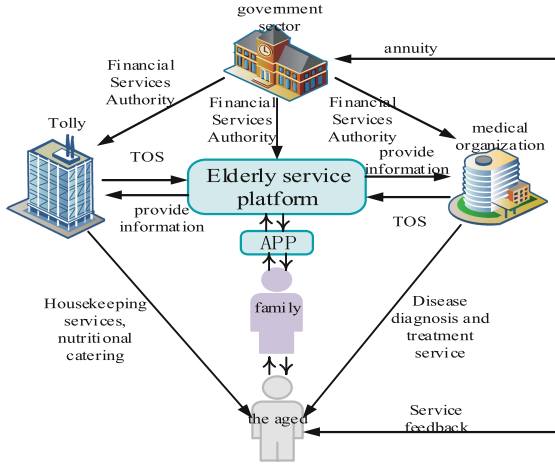 government
sector
annuity
Financial
Services
Authority
Financial
Services
Authority
Financial
Services
Authority
Tolly
medical
organization
TOS
provide
information
Elderly service
platform
provide
information
TOS
APP
family
Housekeeping
services,
nutritional
catering
Disease
diagnosis and
treatment
service
the aged
Service
feedback